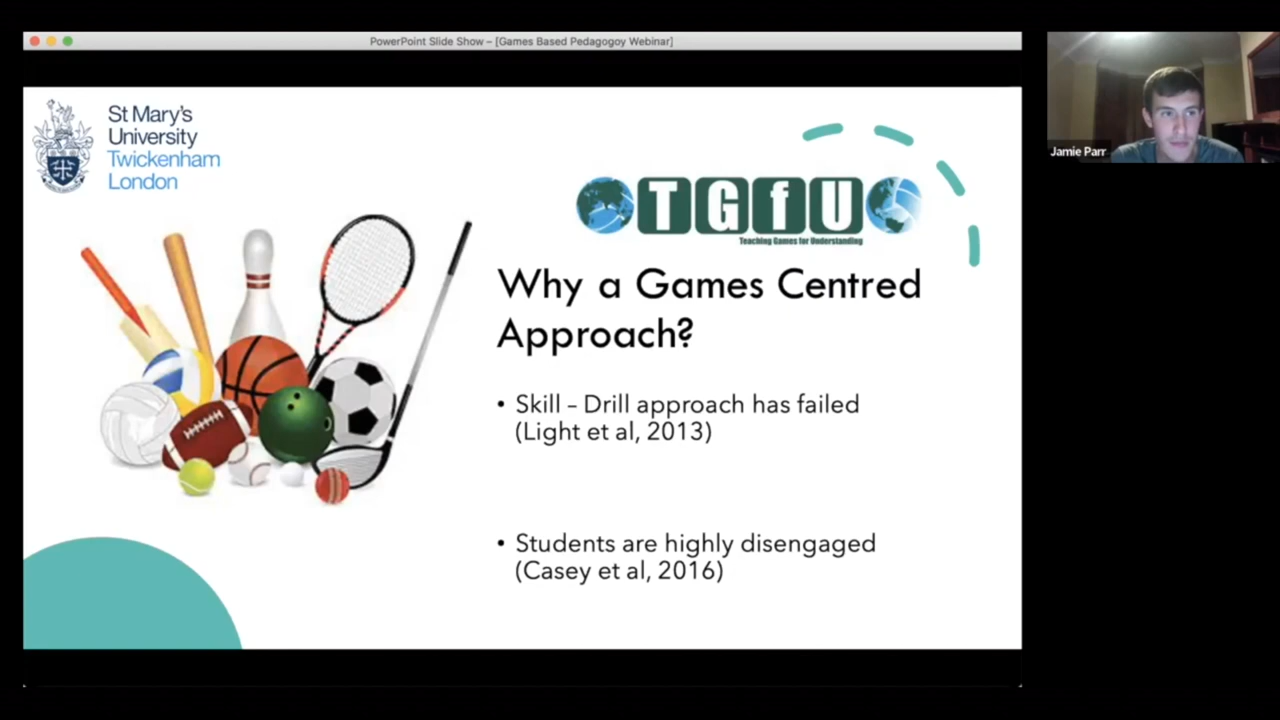 PowerPoint Slide Show – [Games Based Pedagogoy Webinar]
St Mary's
University
Twickenham
London
TGfU
Teaching Games for Understanding
Why a Games Centred
Approach?
• Skill – Drill approach has failed
(Light et al, 2013)
• Students are highly disengaged
(Casey et al, 2016)
Jamie Parr